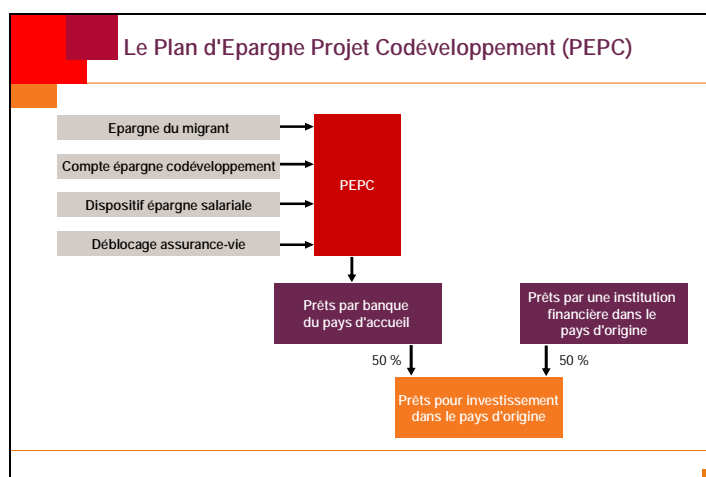 Le Plan d'Epargne Projet Codéveloppement (PEPC)
Epargne du migrant
Compte épargne codéveloppement
Dispositif épargne salariale
Déblocage assurance-vie
PEPC
Prêts par banque
du pays d'accueil
Prêts par une institution
financière dans le
pays d'origine
50 %
50 %
Prêts pour investissement
dans le pays d'origine